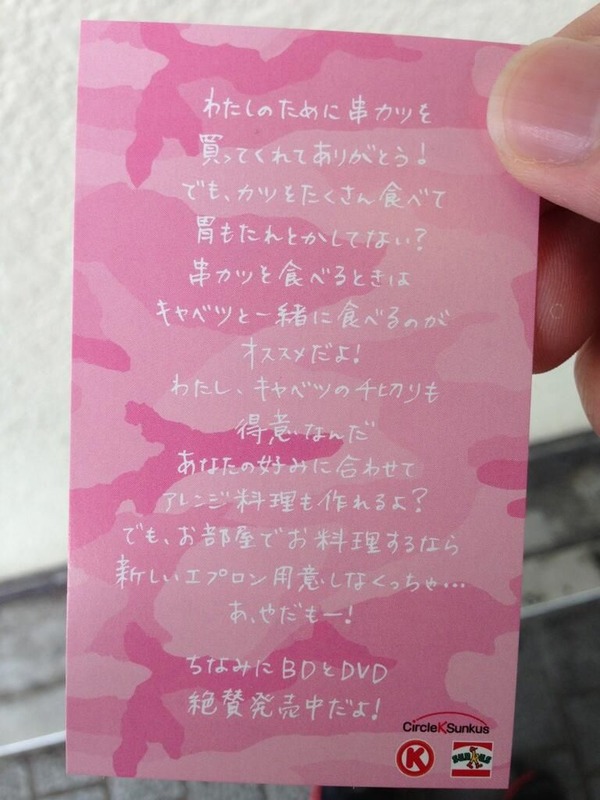 わたしのために串カツを
買ってくれてありがとう!
でも、カツをたくさん食べて
胃もたれとかしてない?
串カツを食べるときは
キャベツと一緒に食べるのが
オススメだよ!
わたし、キャベツの千切りも
得意なんだ
あなたの好みに合わせて
アレンジ料理も作れるよ?
でも、お部屋でお料理するなら
新しいエプロン用意しなくっちゃ…
あ、やだもー!
ちなみにBDとDVD
絶賛発売中だよ!
CircleKSunkus
K
sunkus